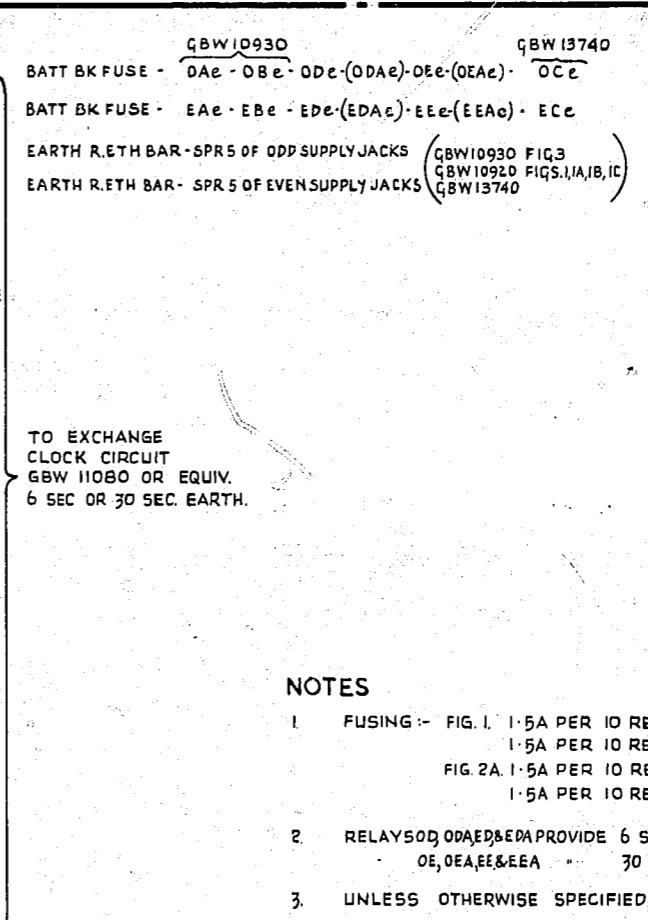 GBW10930 GBW 13740
BATT BK FUSE - OAe - OBe - ODe-(ODAe)-OEe-(OEAe)- OCe
BATT BK FUSE - EAe - EBe - EDe-(EDAe)-EEe-(EEAe) - ECe
EARTH R.ETH BAR- SPR 5 OF ODD SUPPLY JACKS (GBW10930 FIG.3
GBW10920 FIGS.1,1A,1B,1C
EARTH R.ETH BAR- SPR 5 OF EVEN SUPPLY JACKS GBW13740)
TO EXCHANGE
CLOCK CIRCUIT
GBW 11080 OR EQUIV.
6 SEC OR 30 SEC. EARTH.
NOTES
1. FUSING :- FIG. 1. 1·5A PER 10 RE
1·5A PER 10 RE
FIG. 2A. 1·5A PER 10 RE
1·5A PER 10 RE
2. RELAYS OD, ODA, ED, & EDA PROVIDE 6 S
- OE, OEA, EE, & EEA " 30
3. UNLESS OTHERWISE SPECIFIED